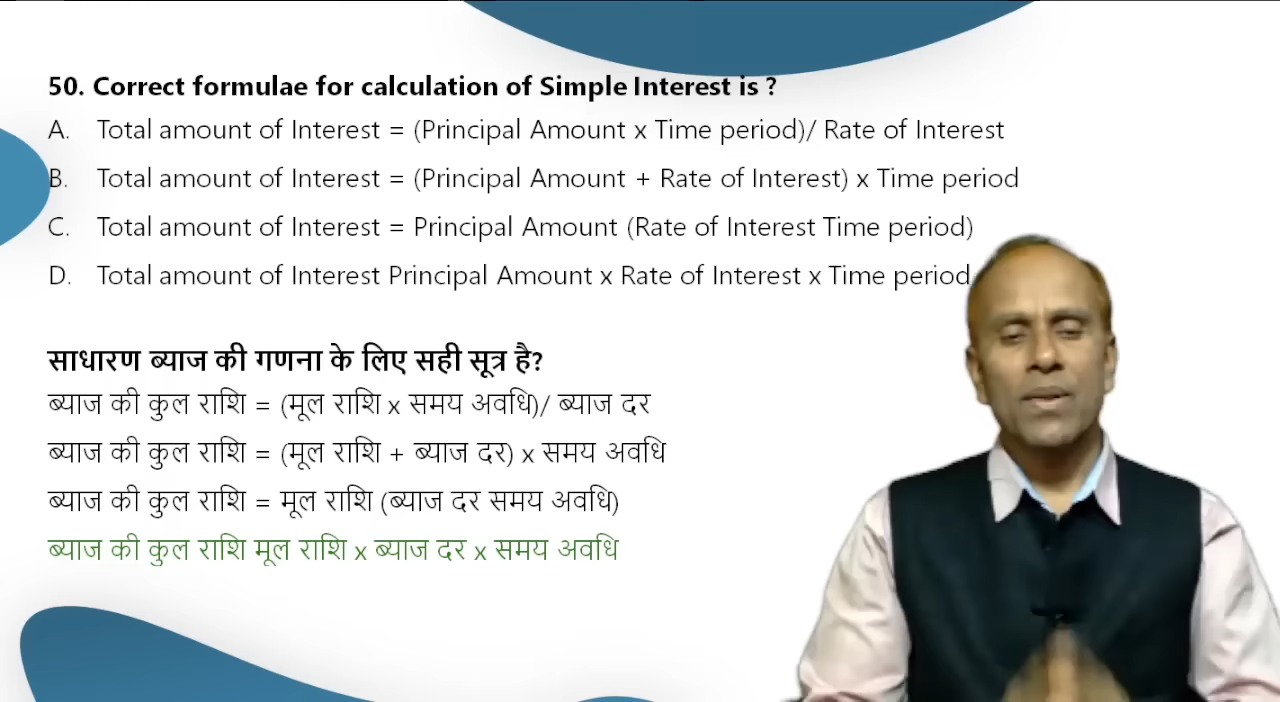 50. Correct formulae for calculation of Simple Interest is ?
A. Total amount of Interest = (Principal Amount x Time period)/ Rate of Interest
B. Total amount of Interest = (Principal Amount + Rate of Interest) x Time period
C. Total amount of Interest = Principal Amount (Rate of Interest Time period)
D. Total amount of Interest Principal Amount x Rate of Interest x Time period
साधारण ब्याज की गणना के लिए सही सूत्र है?
ब्याज की कुल राशि = (मूल राशि x समय अवधि)/ ब्याज दर
ब्याज की कुल राशि = (मूल राशि + ब्याज दर) x समय अवधि
ब्याज की कुल राशि = मूल राशि (ब्याज दर समय अवधि)
ब्याज की कुल राशि मूल राशि x ब्याज दर x समय अवधि